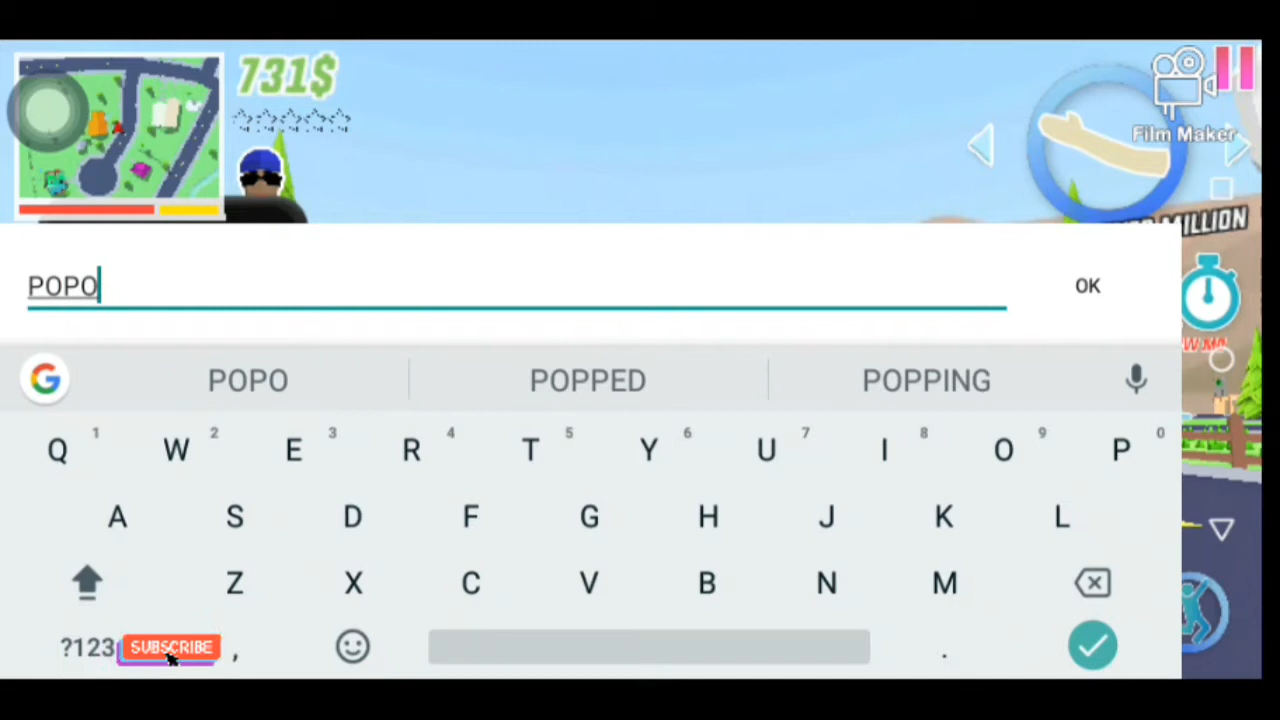 731$
Film Maker
MILLION
POPO
OK
POPO POPPED POPPING
Q 1 W 2 E 3 R 4 T 5 Y 6 U 7 I 8 O 9 P 0
A S D F G H J K L
Z X C V B N M
?123 SUBSCRIBE , .